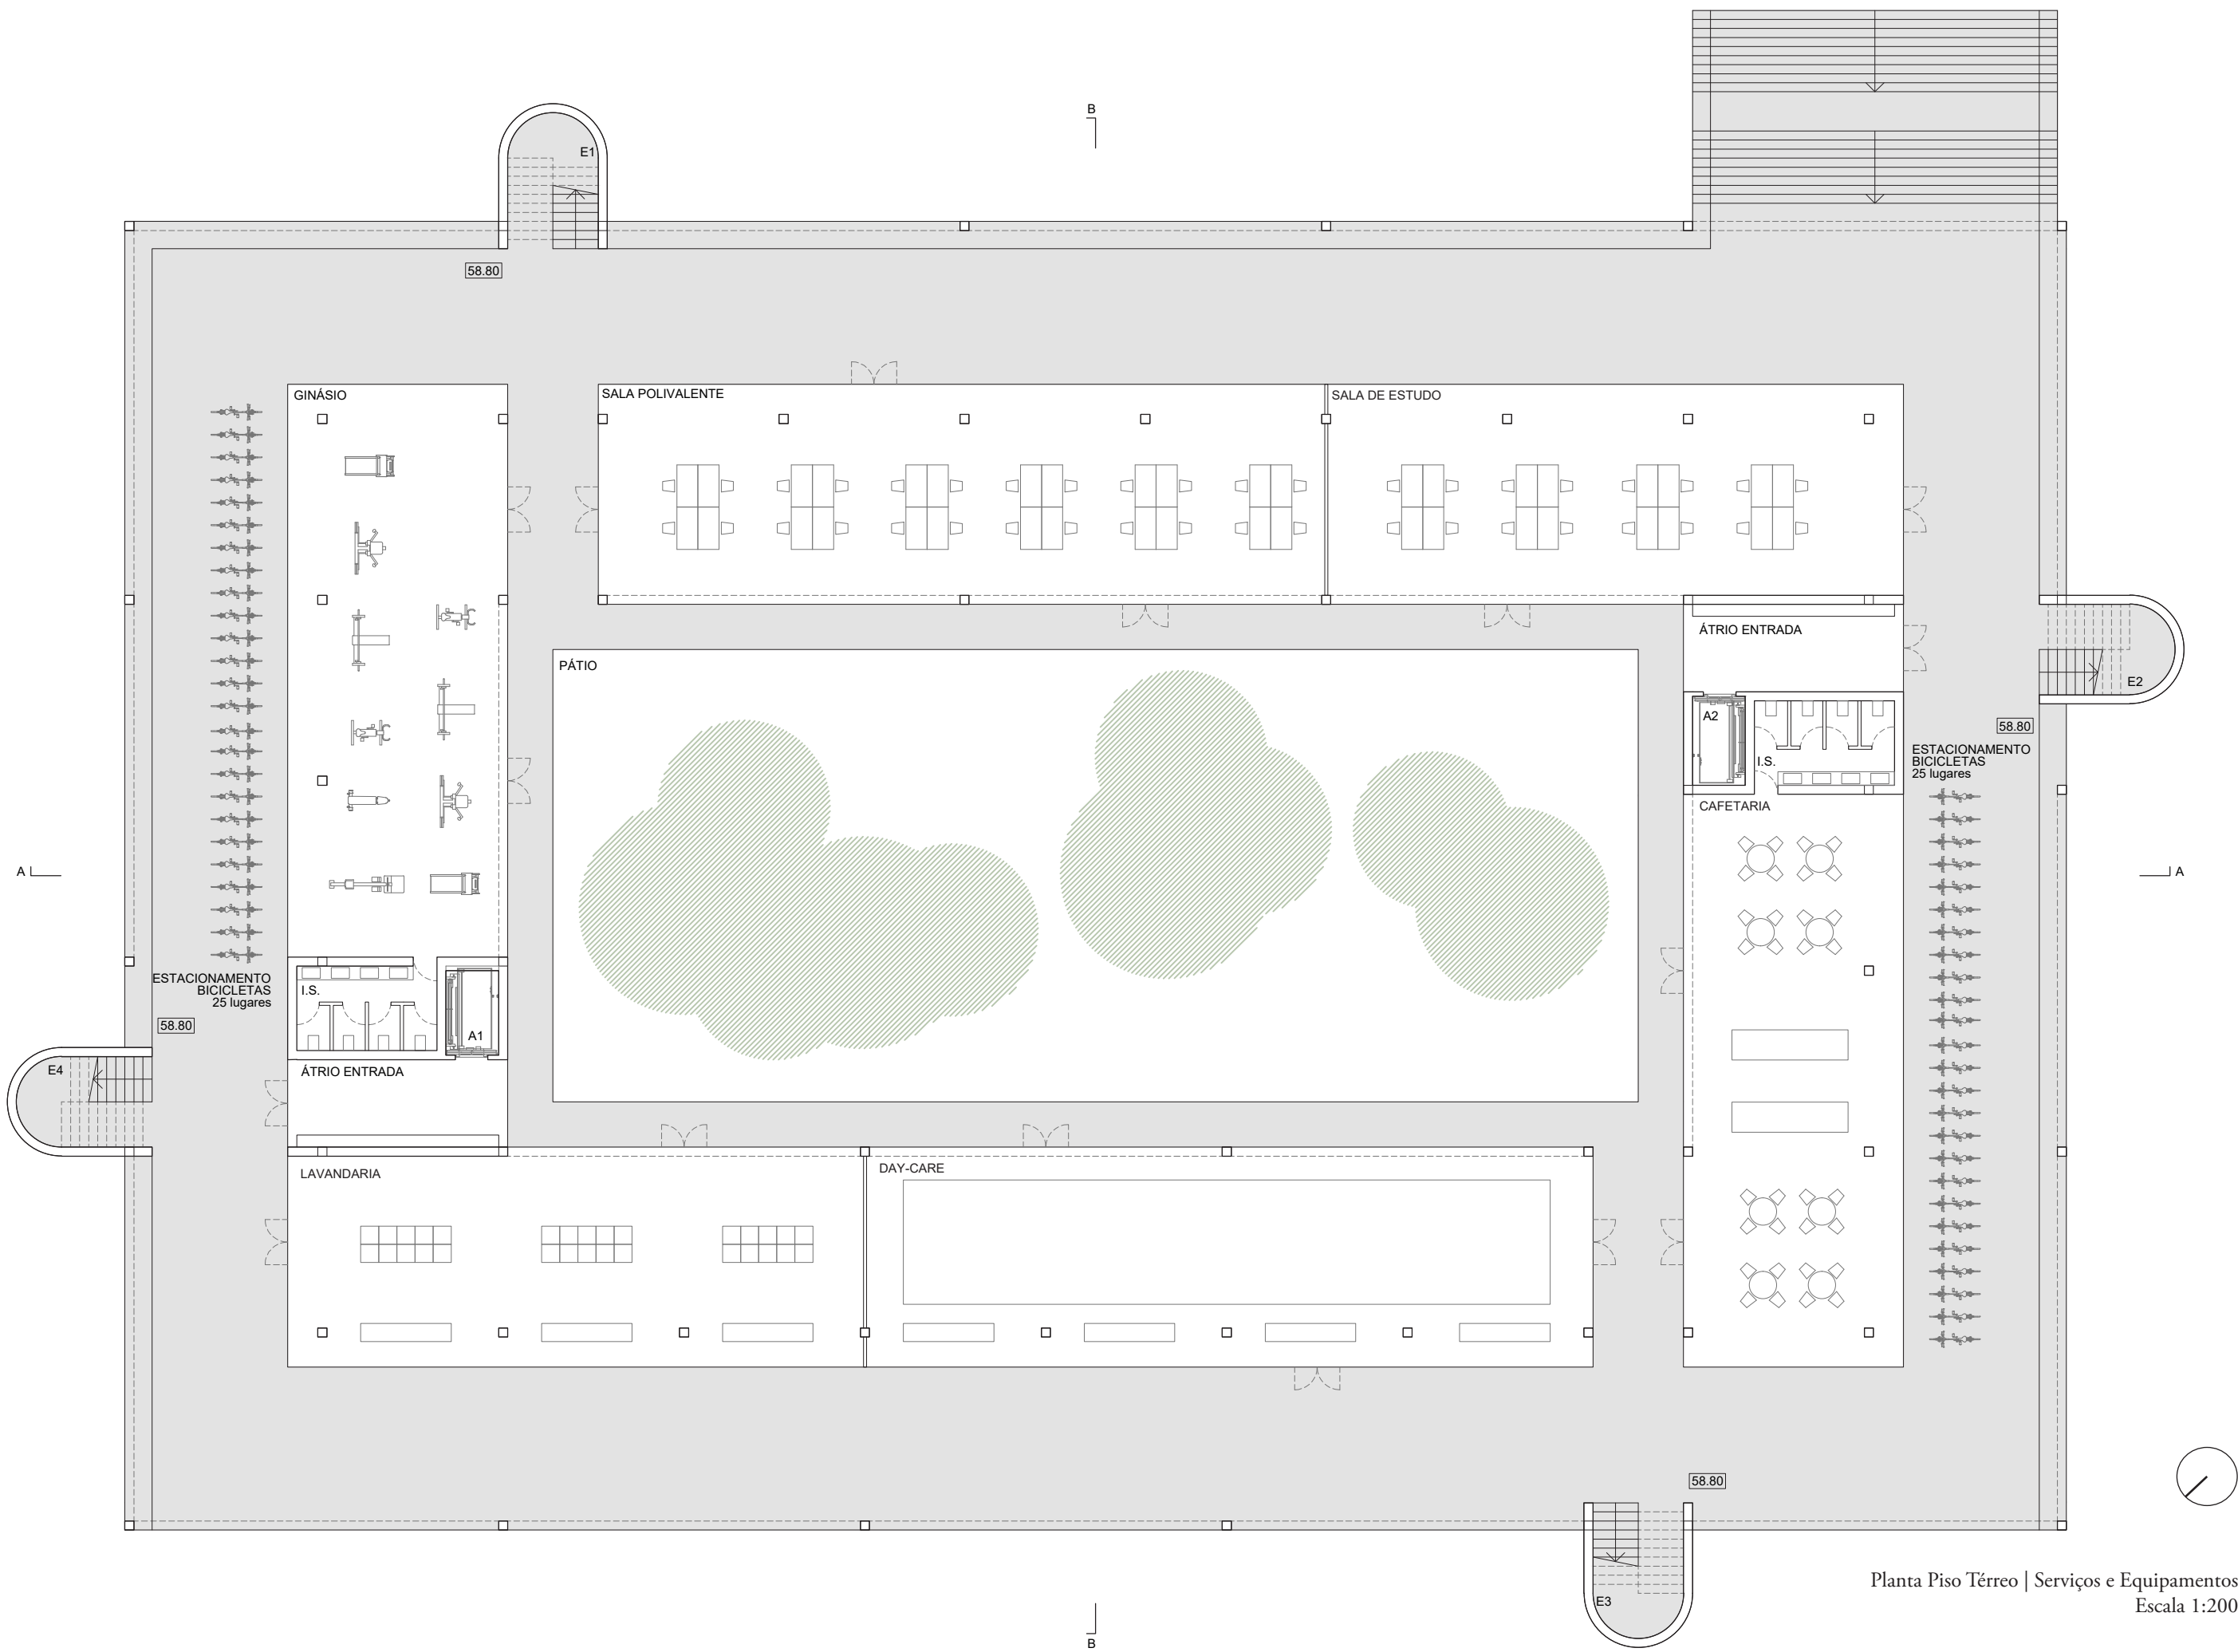 B
E1
58.80
GINÁSIO
SALA POLIVALENTE
SALA DE ESTUDO
ÁTRIO ENTRADA
PÁTIO
E2
A2
58.80
I.S.
ESTACIONAMENTO
BICICLETAS
25 lugares
CAFETARIA
A
A
ESTACIONAMENTO
BICICLETAS
25 lugares
I.S.
58.80
A1
E4
ÁTRIO ENTRADA
LAVANDARIA
DAY-CARE
58.80
E3
B
Planta Piso Térreo | Serviços e Equipamentos
Escala 1:200